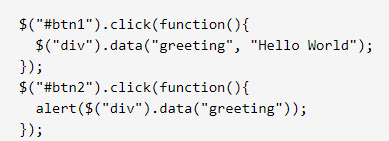 $("#btn1").click(function(){
  $("div").data("greeting", "Hello World");
});
$("#btn2").click(function(){
  alert($("div").data("greeting"));
});